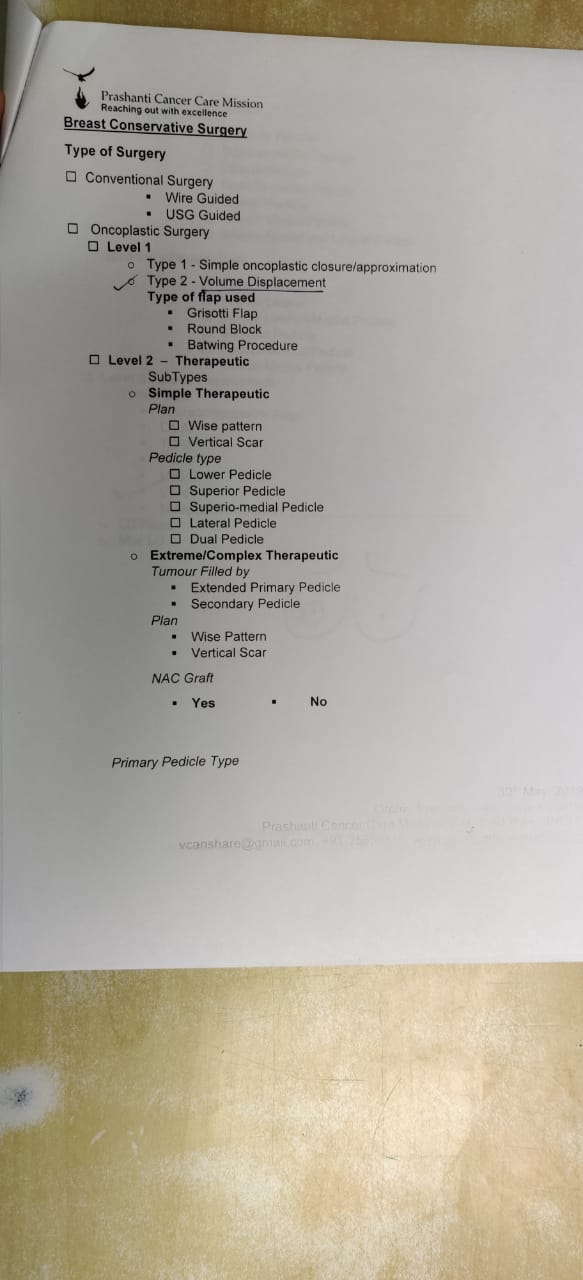 Prashanti Cancer Care Mission
Reaching out with excellence
Breast Conservative Surgery
Type of Surgery
☐ Conventional Surgery
▪ Wire Guided
▪ USG Guided
☐ Oncoplastic Surgery
☐ Level 1
○ Type 1 - Simple oncoplastic closure/approximation
✓○ Type 2 - Volume Displacement
Type of flap used
▪ Grisotti Flap
▪ Round Block
▪ Batwing Procedure
☐ Level 2 – Therapeutic
SubTypes
○ Simple Therapeutic
Plan
☐ Wise pattern
☐ Vertical Scar
Pedicle type
☐ Lower Pedicle
☐ Superior Pedicle
☐ Superio-medial Pedicle
☐ Lateral Pedicle
☐ Dual Pedicle
○ Extreme/Complex Therapeutic
Tumour Filled by
▪ Extended Primary Pedicle
▪ Secondary Pedicle
Plan
▪ Wise Pattern
▪ Vertical Scar
NAC Graft
▪ Yes ▪ No
Primary Pedicle Type
30th May, 201
Prashanti Cancer Care
vcanshare@gmail.com, +91